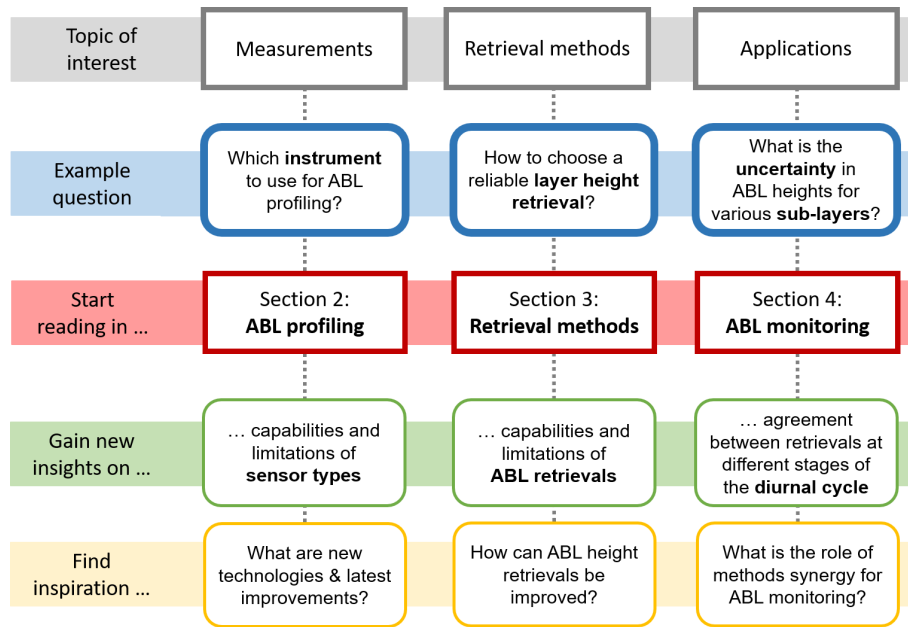 Topic of
interest
Measurements
Retrieval methods
Applications
Example
question
Which instrument
to use for ABL
profiling?
How to choose a
reliable layer height
retrieval?
What is the
uncertainty in
ABL heights for
various sub-layers?
Start
reading in ...
Section 2:
ABL profiling
Section 3:
Retrieval methods
Section 4:
ABL monitoring
Gain new
insights on ...
... capabilities and
limitations of
sensor types
... capabilities and
limitations of
ABL retrievals
... agreement
between retrievals at
different stages of
the diurnal cycle
Find
inspiration ...
What are new
technologies & latest
improvements?
How can ABL height
retrievals be
improved?
What is the role of
methods synergy for
ABL monitoring?